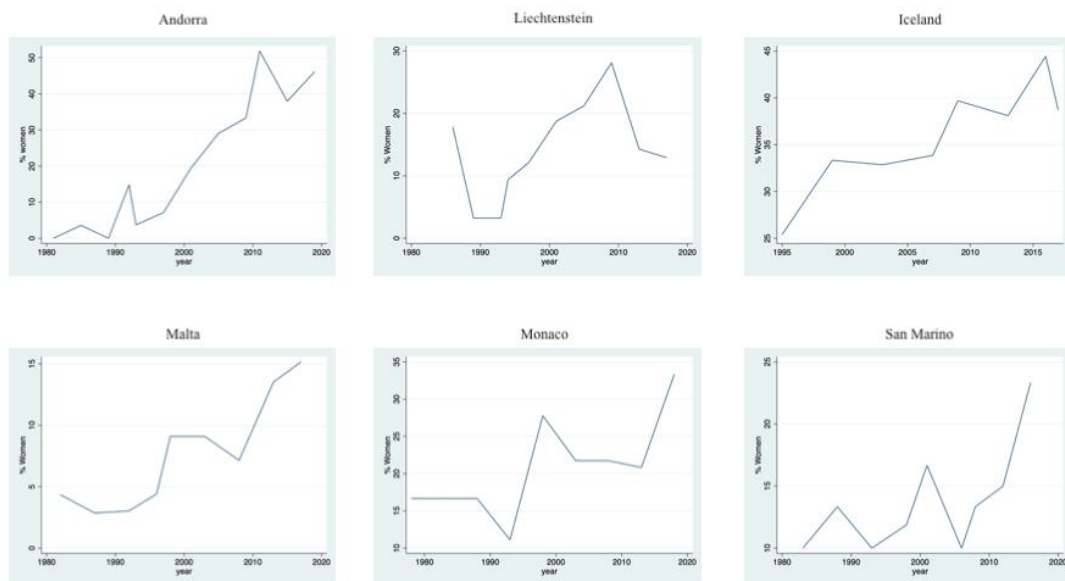 Andorra
% women
0 10 20 30 40 50
1980 1990 2000 2010 2020
year
Liechtenstein
% Women
0 10 20 30
1980 1990 2000 2010 2020
year
Iceland
% Women
25 30 35 40 45
1995 2000 2005 2010 2015
year
Malta
% Women
0 5 10 15
1980 1990 2000 2010 2020
year
Monaco
% Women
10 15 20 25 30 35
1980 1990 2000 2010 2020
year
San Marino
% Women
10 15 20 25
1980 1990 2000 2010 2020
year